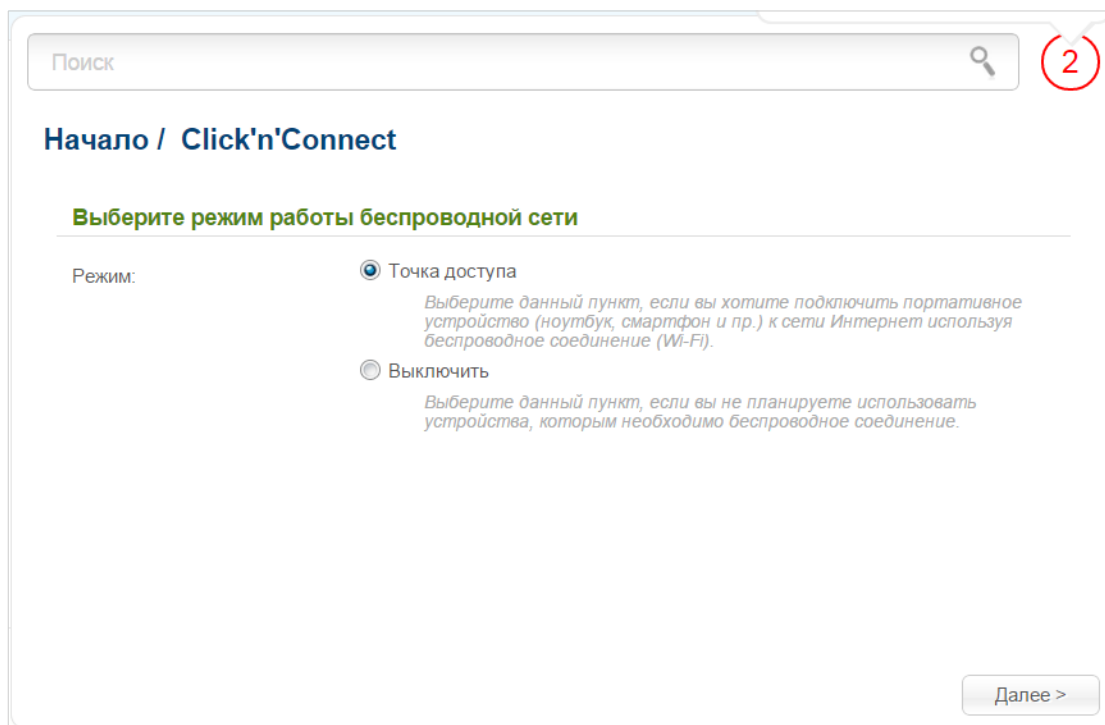 Поиск
2
Начало / Click'n'Connect
Выберите режим работы беспроводной сети
Режим:
Точка доступа
Выберите данный пункт, если вы хотите подключить портативное
устройство (ноутбук, смартфон и пр.) к сети Интернет используя
беспроводное соединение (Wi-Fi).
Выключить
Выберите данный пункт, если вы не планируете использовать
устройства, которым необходимо беспроводное соединение.
Далее >